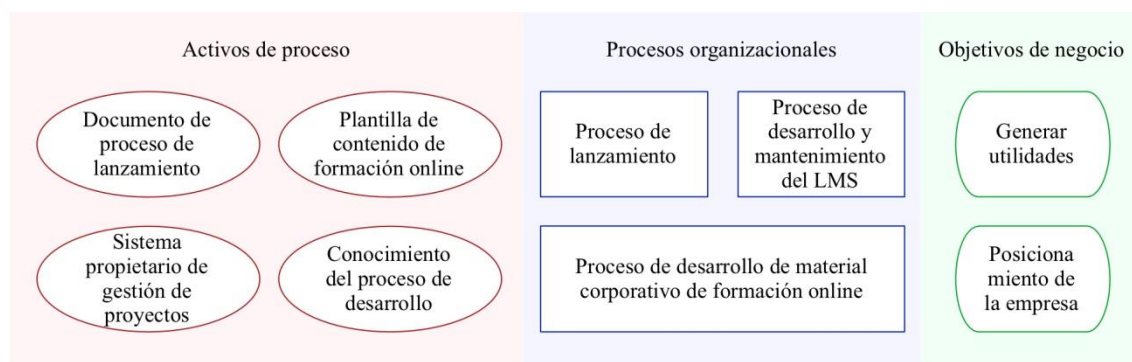 Activos de proceso
Procesos organizacionales
Objetivos de negocio
Documento de
proceso de
lanzamiento
Plantilla de
contenido de
formación online
Proceso de
lanzamiento
Proceso de
desarrollo y
mantenimiento
del LMS
Generar
utilidades
Sistema
propietario de
gestión de
proyectos
Conocimiento
del proceso de
desarrollo
Proceso de desarrollo de material
corporativo de formación online
Posiciona
miento de
la empresa